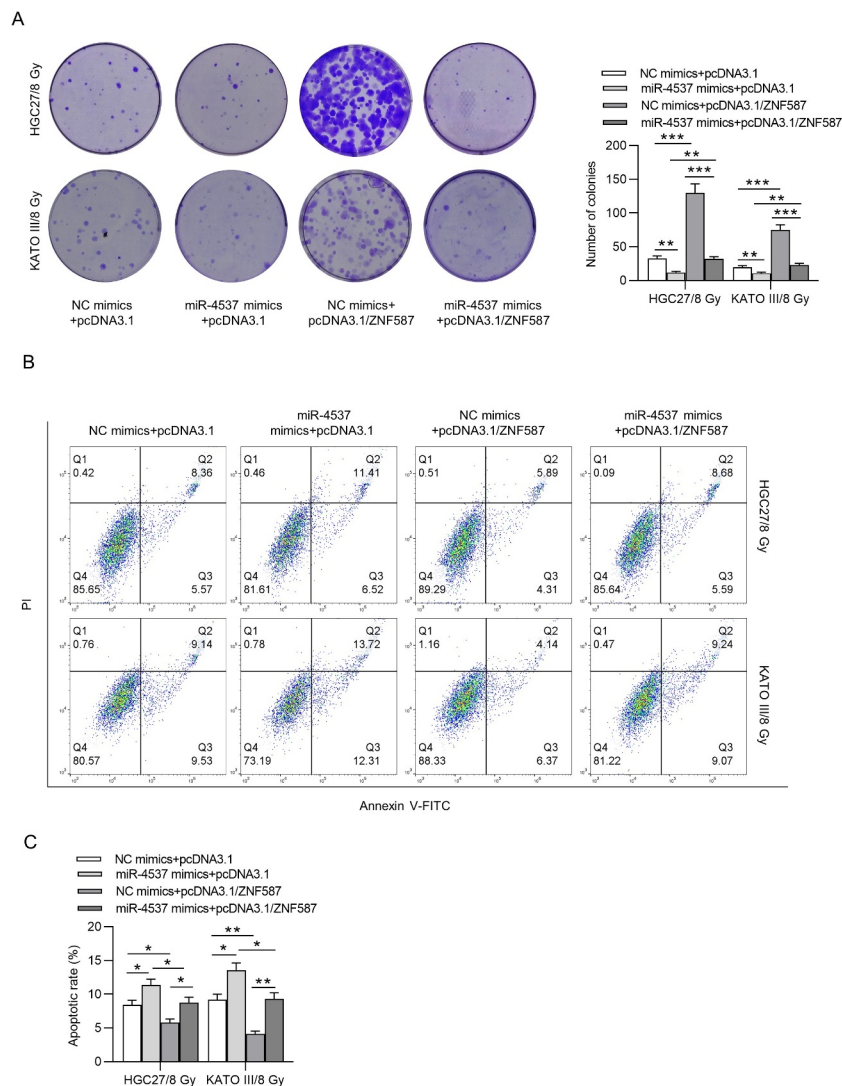 A
HGC27/8 Gy
KATO III/8 Gy
NC mimics
+pcDNA3.1
miR-4537 mimics
+pcDNA3.1
NC mimics+
pcDNA3.1/ZNF587
miR-4537 mimics
+pcDNA3.1/ZNF587
NC mimics+pcDNA3.1
miR-4537 mimics+pcDNA3.1
NC mimics+pcDNA3.1/ZNF587
miR-4537 mimics+pcDNA3.1/ZNF587
Number of colonies
200
150
100
50
0
***
**
***
**
***
**
***
**
HGC27/8 Gy
KATO III/8 Gy
B
NC mimics+pcDNA3.1
miR-4537
mimics+pcDNA3.1
NC mimics
+pcDNA3.1/ZNF587
miR-4537 mimics
+pcDNA3.1/ZNF587
Q1 Q2
0.42 8.36
Q4 Q3
85.65 5.57
Q1 Q2
0.46 11.41
Q4 Q3
81.61 6.52
Q1 Q2
0.51 5.89
Q4 Q3
89.29 4.31
Q1 Q2
0.09 8.68
Q4 Q3
85.64 5.59
HGC27/8 Gy
Q1 Q2
0.76 9.14
Q4 Q3
80.57 9.53
Q1 Q2
0.78 13.72
Q4 Q3
73.19 12.31
Q1 Q2
1.16 4.14
Q4 Q3
88.33 6.37
Q1 Q2
0.47 9.24
Q4 Q3
81.22 9.07
KATO III/8 Gy
PI
Annexin V-FITC
C
NC mimics+pcDNA3.1
miR-4537 mimics+pcDNA3.1
NC mimics+pcDNA3.1/ZNF587
miR-4537 mimics+pcDNA3.1/ZNF587
Apoptotic rate (%)
20
15
10
5
0
*
*
*
*
**
*
*
**
HGC27/8 Gy
KATO III/8 Gy